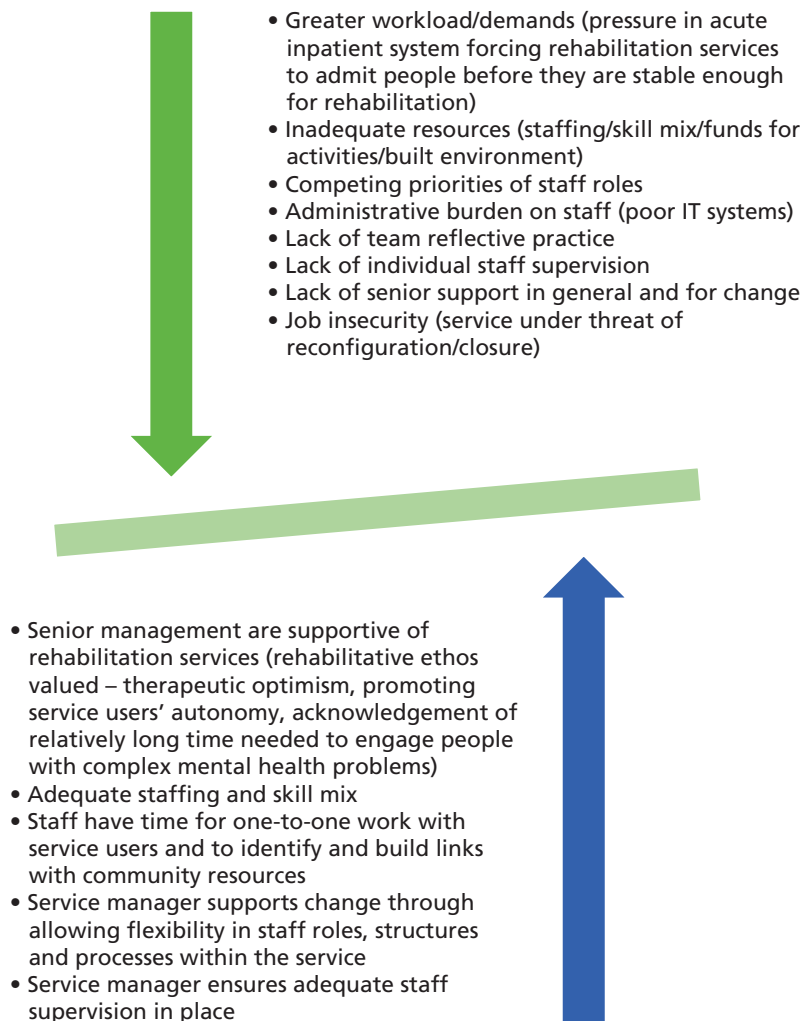 • Greater workload/demands (pressure in acute
inpatient system forcing rehabilitation services
to admit people before they are stable enough
for rehabilitation)
• Inadequate resources (staffing/skill mix/funds for
activities/built environment)
• Competing priorities of staff roles
• Administrative burden on staff (poor IT systems)
• Lack of team reflective practice
• Lack of individual staff supervision
• Lack of senior support in general and for change
• Job insecurity (service under threat of
reconfiguration/closure)
• Senior management are supportive of
rehabilitation services (rehabilitative ethos
valued – therapeutic optimism, promoting
service users’ autonomy, acknowledgement of
relatively long time needed to engage people
with complex mental health problems)
• Adequate staffing and skill mix
• Staff have time for one-to-one work with
service users and to identify and build links
with community resources
• Service manager supports change through
allowing flexibility in staff roles, structures
and processes within the service
• Service manager ensures adequate staff
supervision in place